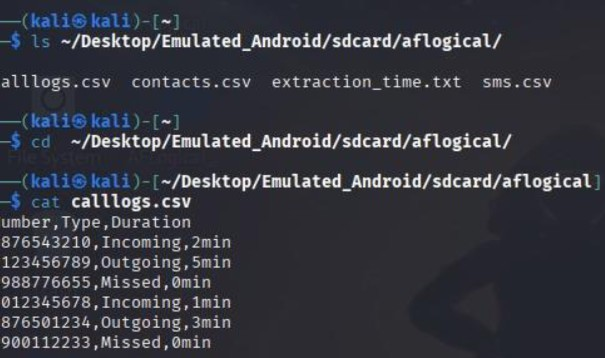 —(kali㉿kali)-[~]
—$ ls ~/Desktop/Emulated_Android/sdcard/aflogical/
alllogs.csv  contacts.csv  extraction_time.txt  sms.csv
—(kali㉿kali)-[~]
—$ cd  ~/Desktop/Emulated_Android/sdcard/aflogical/
File System
—(kali㉿kali)-[~/Desktop/Emulated_Android/sdcard/aflogical]
—$ cat calllogs.csv
umber,Type,Duration
876543210,Incoming,2min
123456789,Outgoing,5min
988776655,Missed,0min
012345678,Incoming,1min
876501234,Outgoing,3min
900112233,Missed,0min